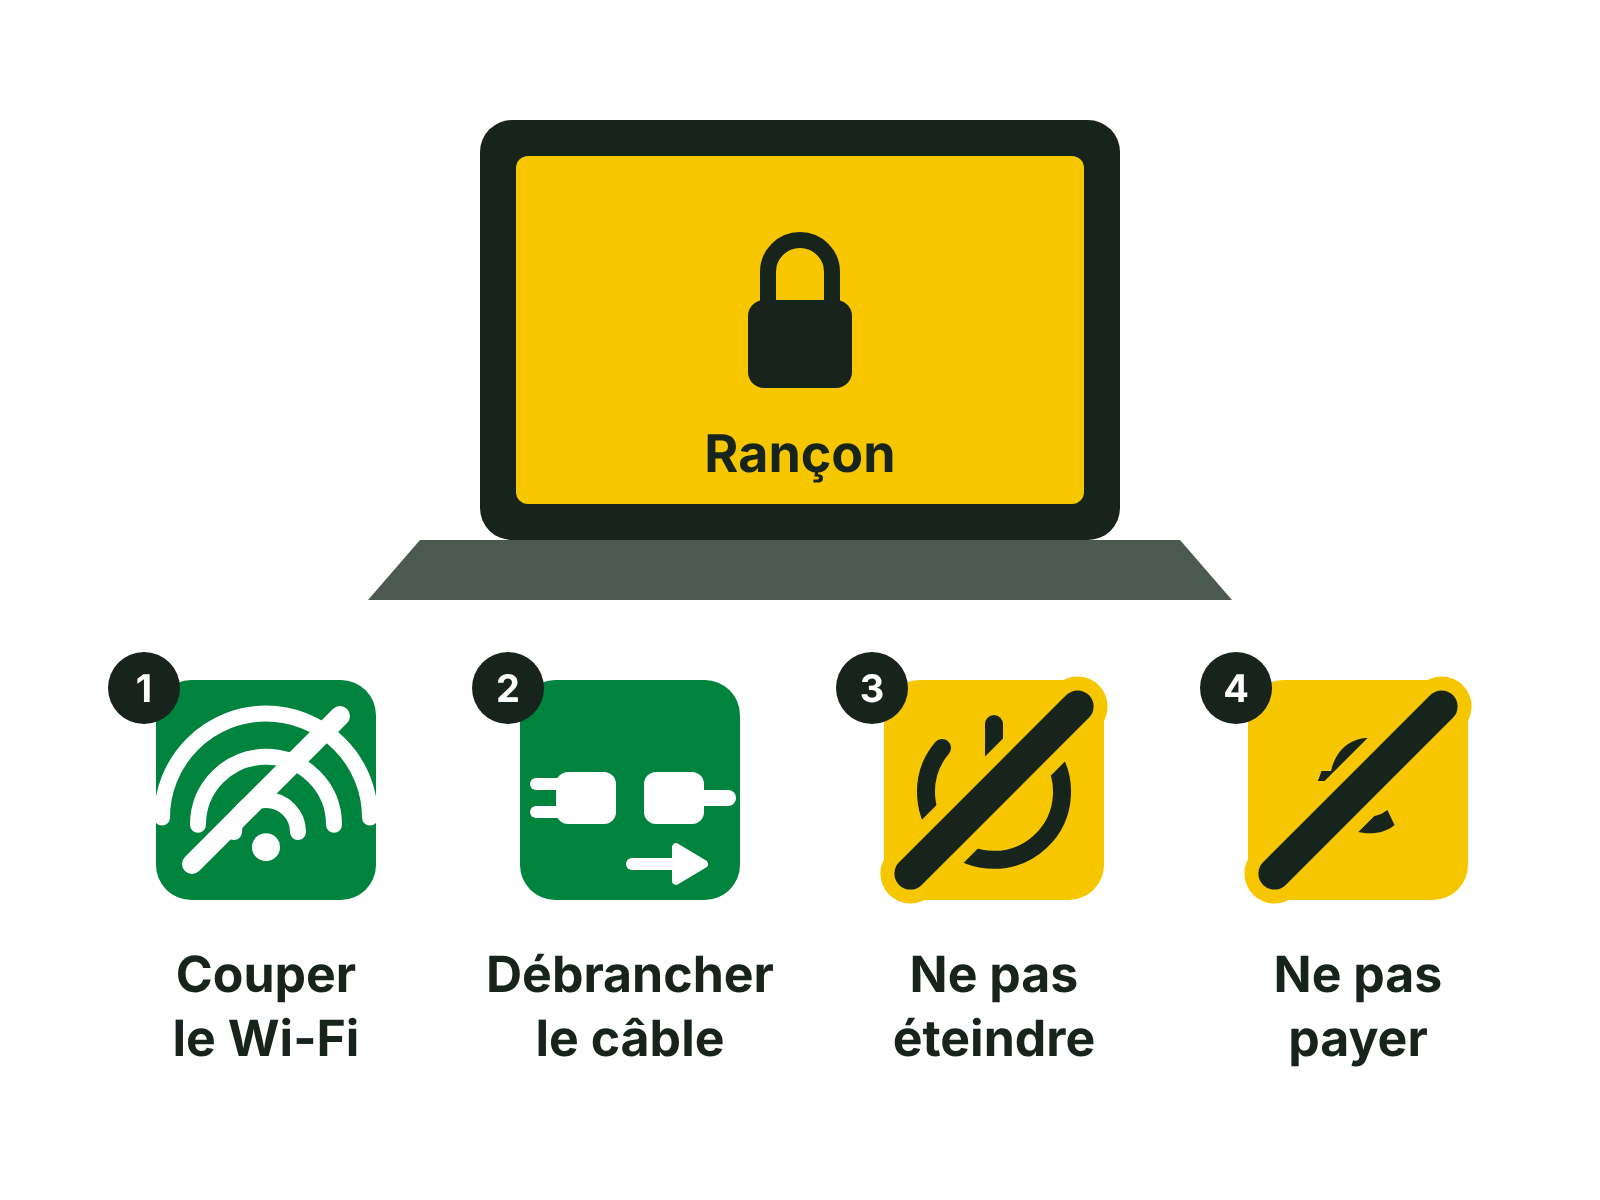 Rançon
1
2
3
4
Couper
le Wi-Fi
Débrancher
le câble
Ne pas
éteindre
Ne pas
payer